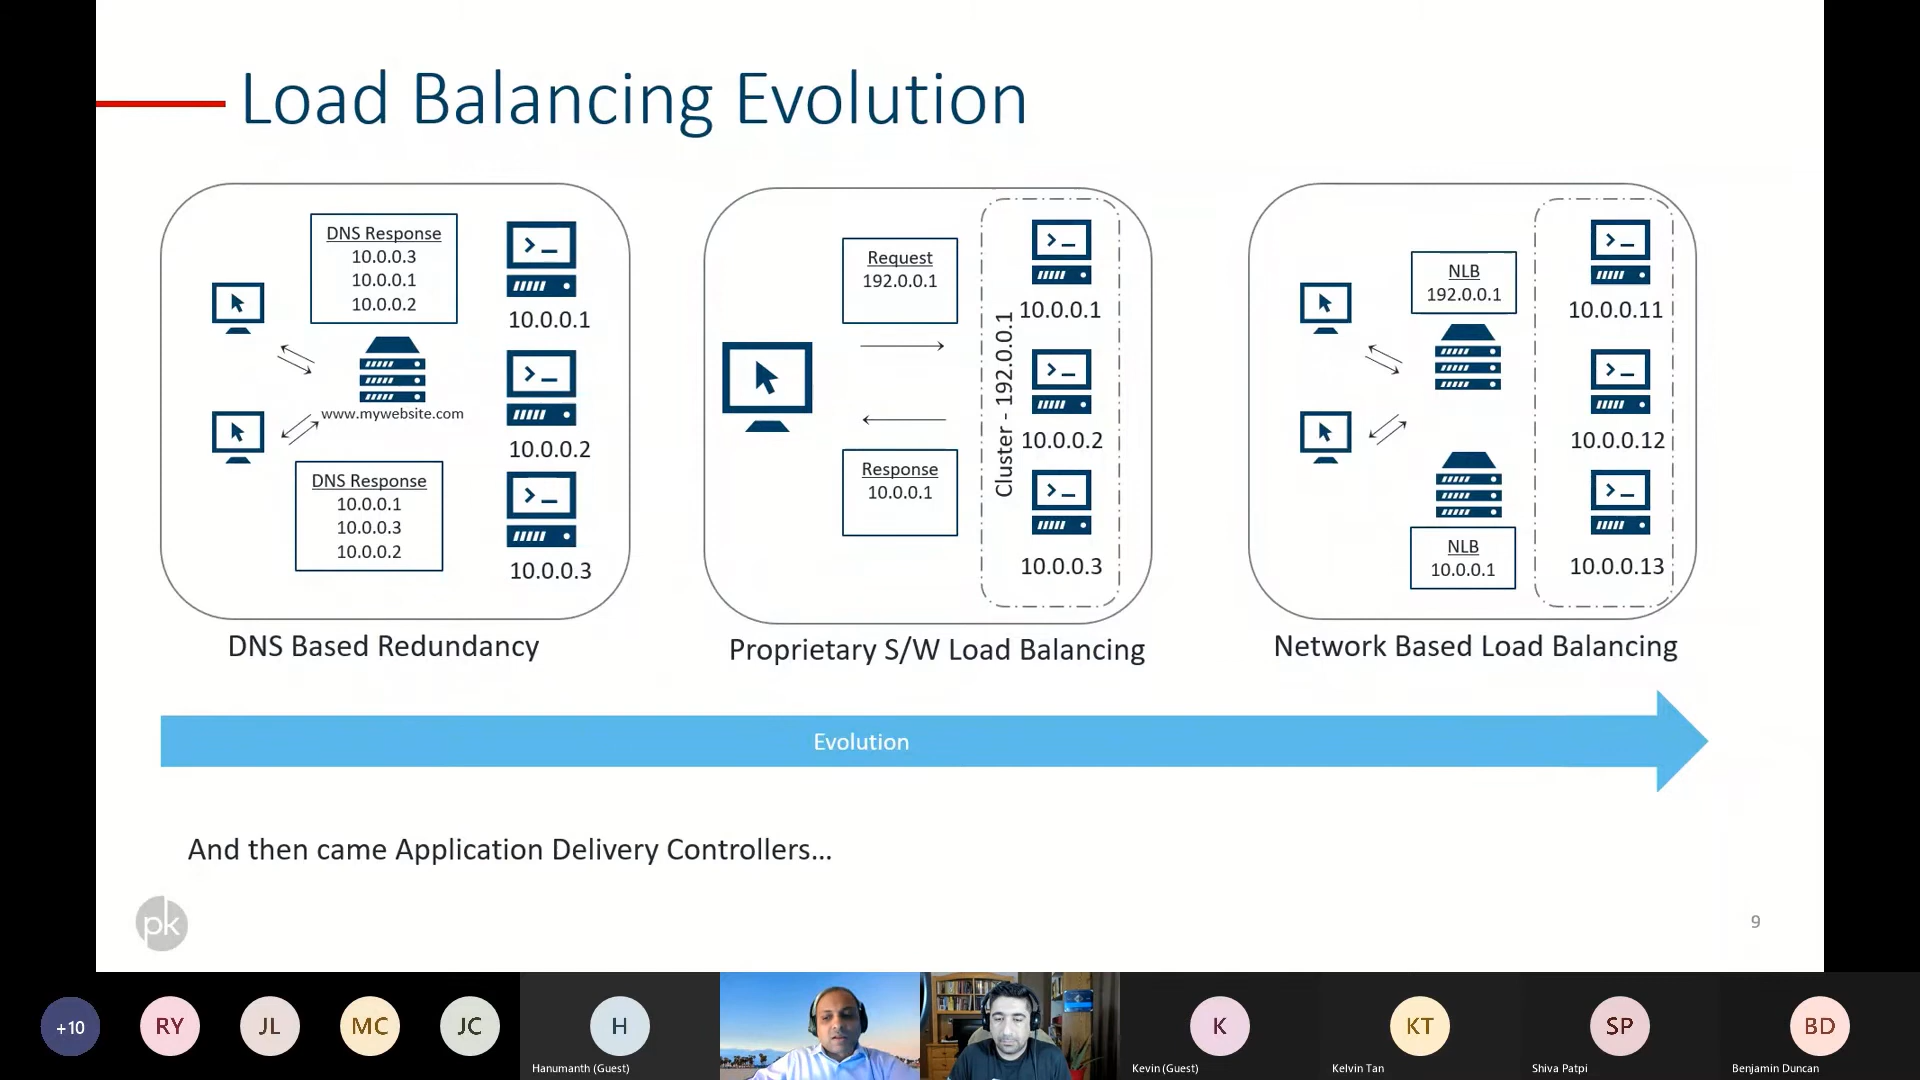 Load Balancing Evolution
DNS Response
10.0.0.3
10.0.0.1
10.0.0.2
www.mywebsite.com
DNS Response
10.0.0.1
10.0.0.3
10.0.0.2
10.0.0.1
10.0.0.2
10.0.0.3
DNS Based Redundancy
Request
192.0.0.1
Response
10.0.0.1
Cluster - 192.0.0.1
10.0.0.1
10.0.0.2
10.0.0.3
Proprietary S/W Load Balancing
NLB
192.0.0.1
NLB
10.0.0.1
10.0.0.11
10.0.0.12
10.0.0.13
Network Based Load Balancing
Evolution
And then came Application Delivery Controllers...
pk
9
+10
RY
JL
MC
JC
H
Hanumanth (Guest)
K
Kevin (Guest)
KT
Kelvin Tan
SP
Shiva Patpi
BD
Benjamin Duncan